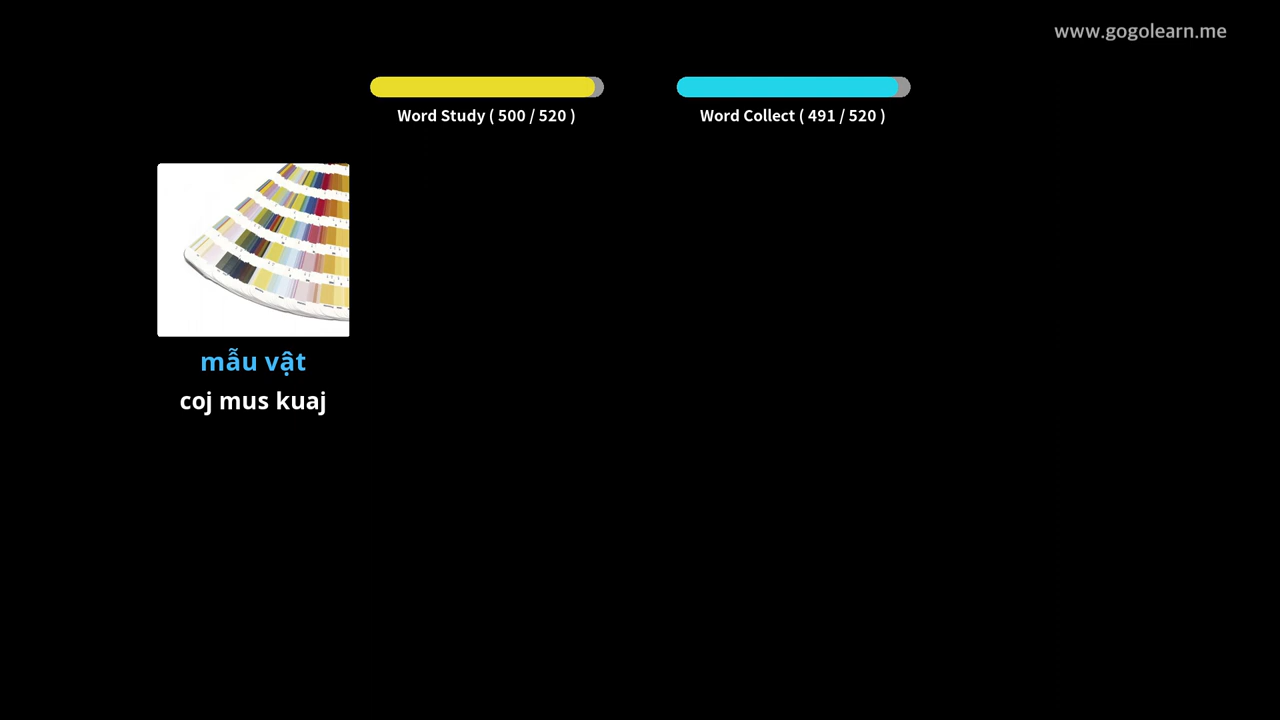 www.gogolearn.me
Word Study ( 500 / 520 )
Word Collect ( 491 / 520 )
mẫu vật
coj mus kuaj